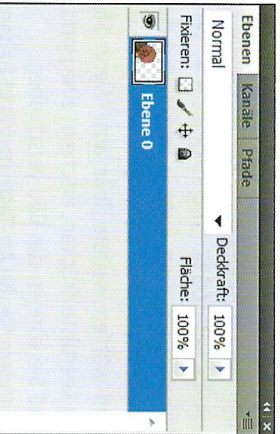 Ebenen Kanäle Pfade
Normal Deckkraft: 100%
Fixieren: Fläche: 100%
Ebene 0